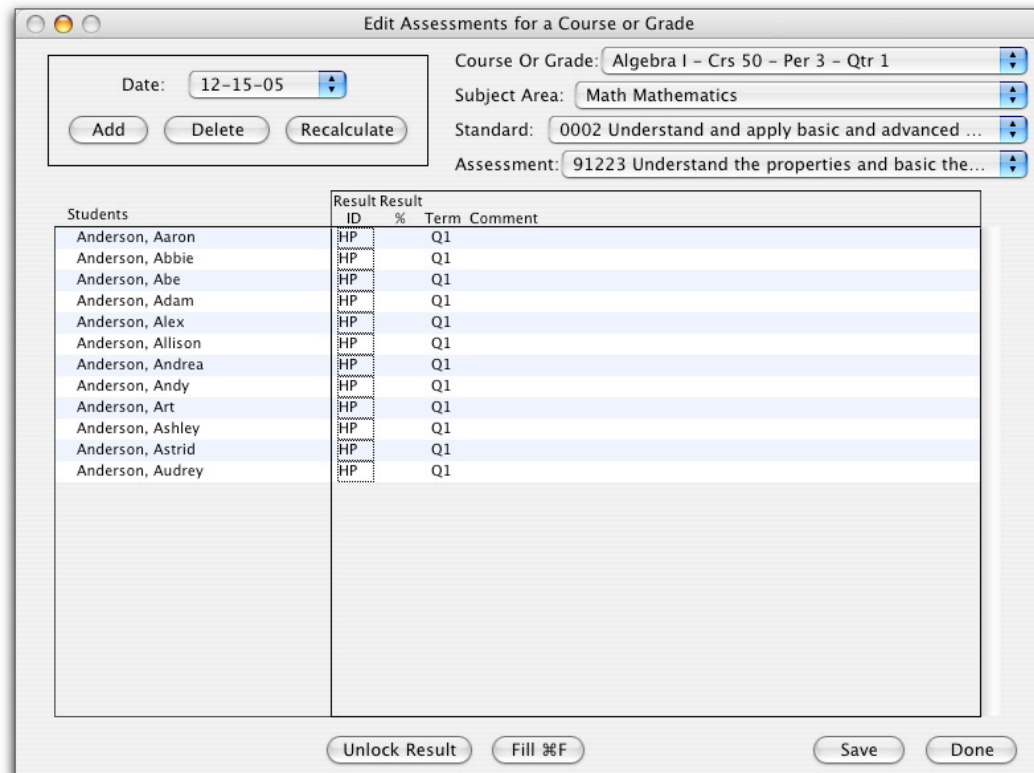 Edit Assessments for a Course or Grade
Date: 12-15-05
Add Delete Recalculate
Course Or Grade: Algebra I - Crs 50 - Per 3 - Qtr 1
Subject Area: Math Mathematics
Standard: 0002 Understand and apply basic and advanced ...
Assessment: 91223 Understand the properties and basic the...
Result Result
Students ID % Term Comment
Anderson, Aaron HP Q1
Anderson, Abbie HP Q1
Anderson, Abe HP Q1
Anderson, Adam HP Q1
Anderson, Alex HP Q1
Anderson, Allison HP Q1
Anderson, Andrea HP Q1
Anderson, Andy HP Q1
Anderson, Art HP Q1
Anderson, Ashley HP Q1
Anderson, Astrid HP Q1
Anderson, Audrey HP Q1
Unlock Result Fill ⌘F Save Done